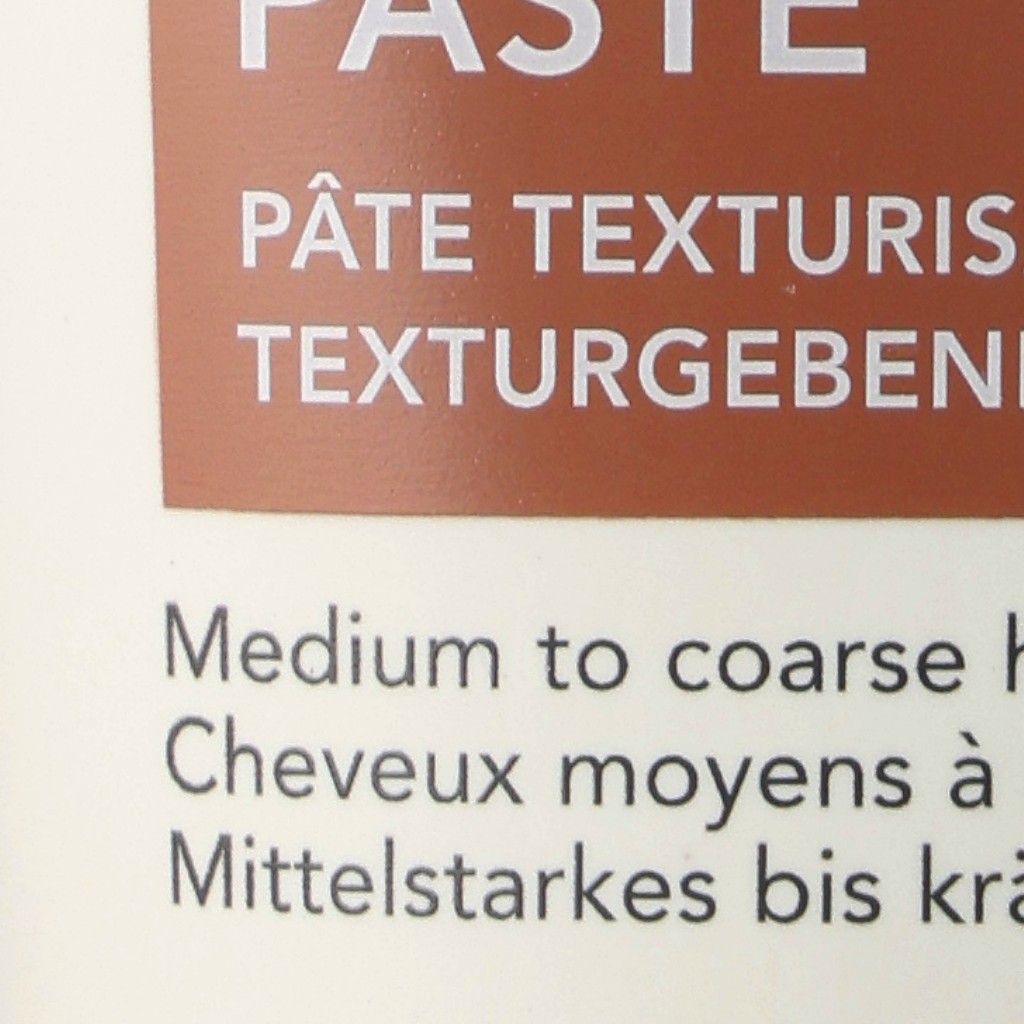 PASTE
PÂTE TEXTURIS
TEXTURGEBEN
Medium to coarse h
Cheveux moyens à
Mittelstarkes bis krä